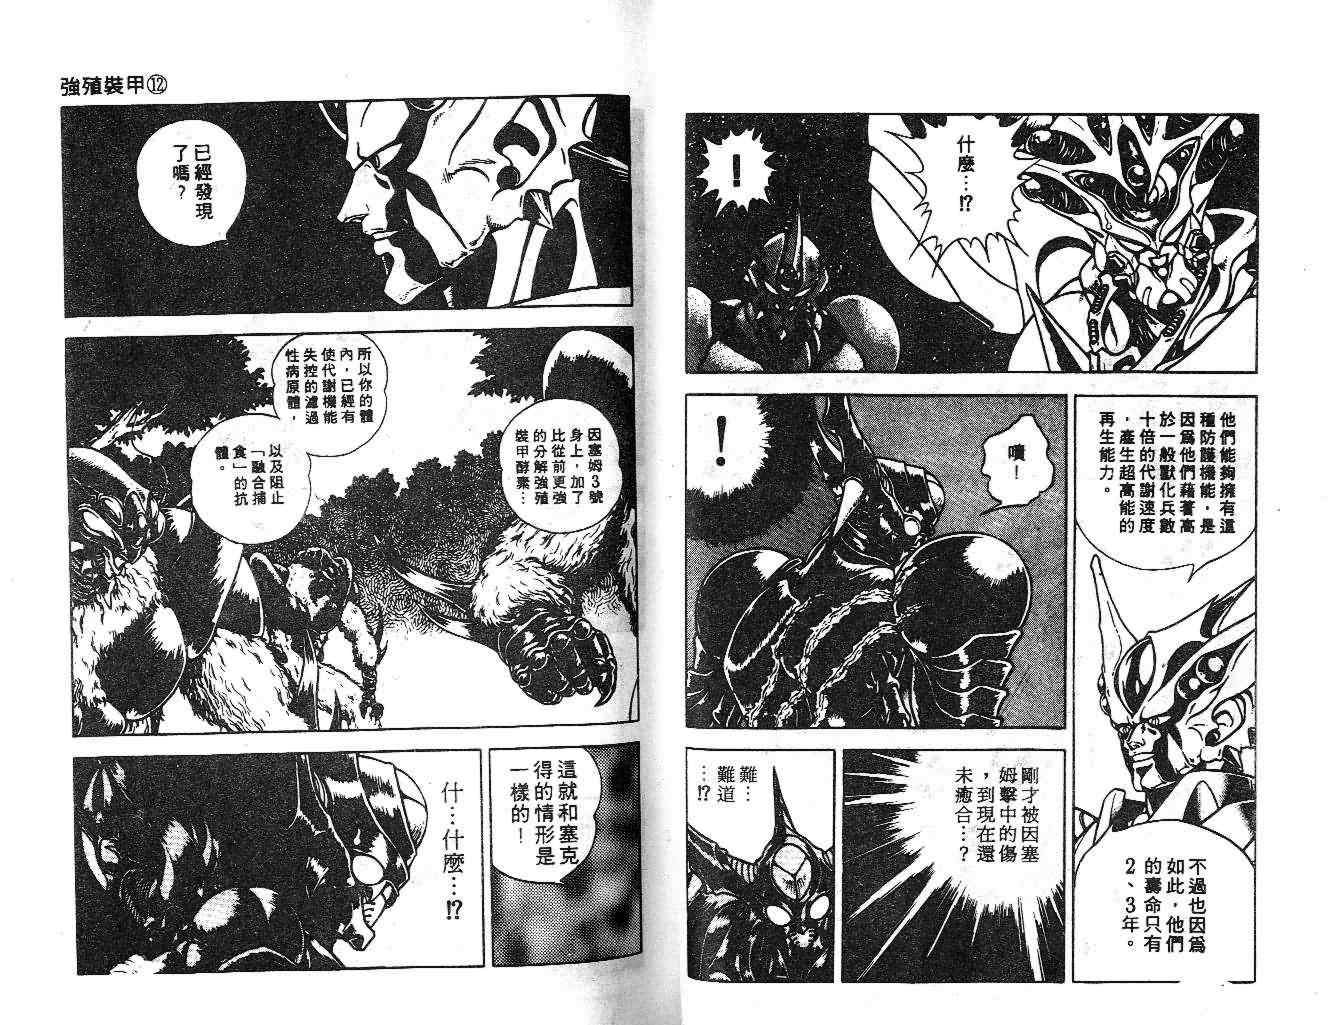 什麼…!?
！
他們能夠擁有這
種防護機能，是
因為他們藉著高
於一般獸化兵數
十倍的代謝速度
，產生超高能的
再生能力。
嘖！
！
不過也因為
如此，他們
的壽命只有
2、3年。
剛才被因塞
姆擊中的傷
，到現在還
未癒合…？
難…
難道
…!?
強殖裝甲⑫
已經發現
了嗎？
因塞姆3號
身上，加了
比從前更強
的分解強殖
裝甲酵素…
所以你的體
內，已經有
使代謝機能
失控的濾過
性病原體，
以及阻止
「融合捕
食」的抗
體。
這就和塞克
得的情形是
一樣的！
什…什麼…!?